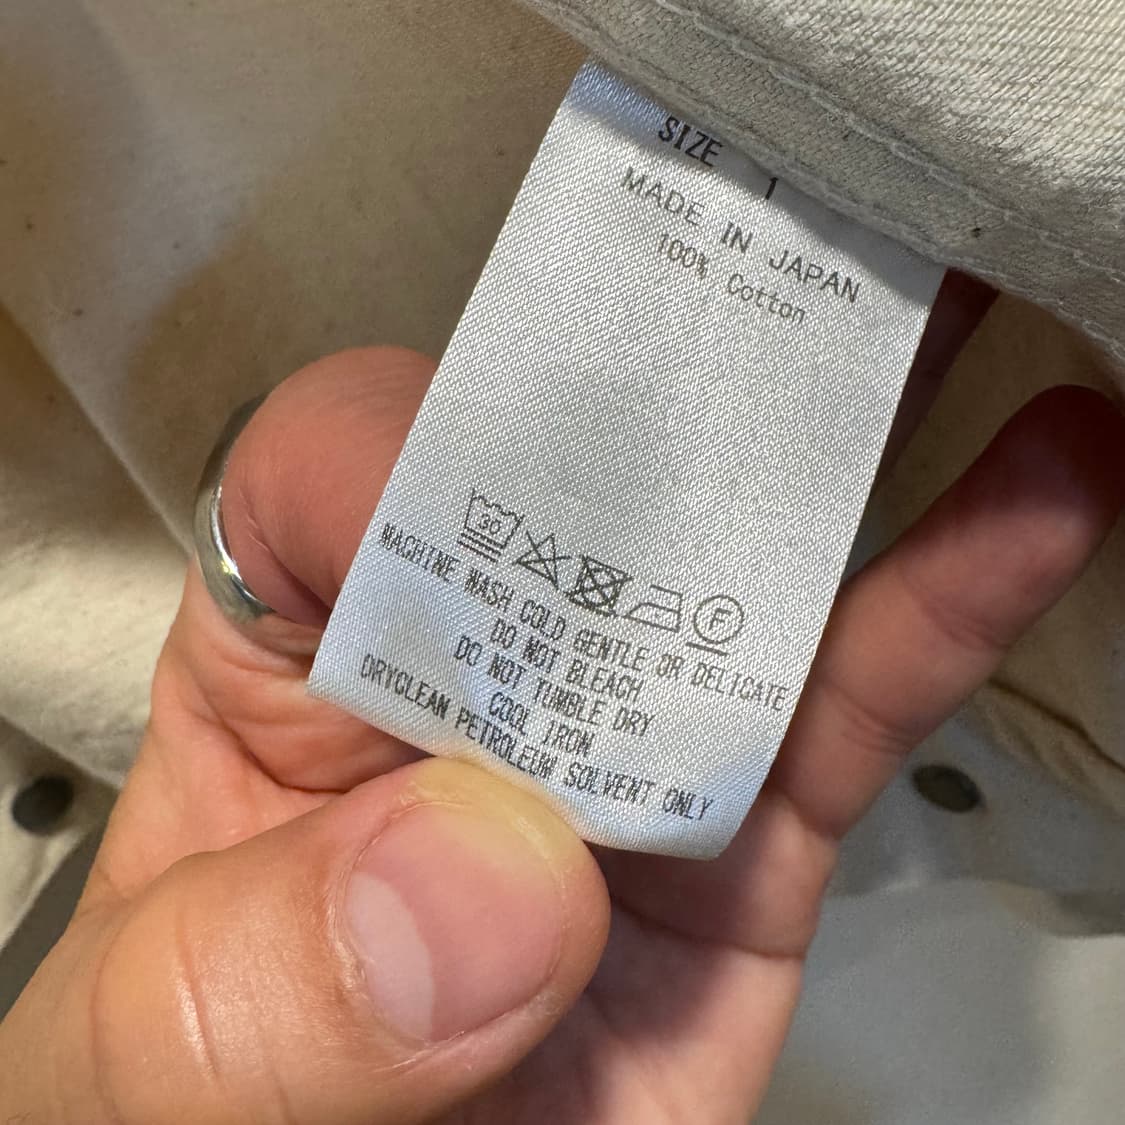 SIZE 1
MADE IN JAPAN
100% Cotton
30 F
MACHINE WASH COLD GENTLE OR DELICATE
DO NOT BLEACH
DO NOT TUMBLE DRY
COOL IRON
DRYCLEAN PETROLEUM SOLVENT ONLY